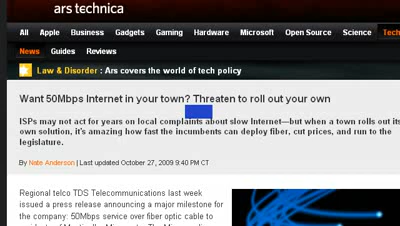 ars technica
All Apple Business Gadgets Gaming Hardware Microsoft Open Source Science
News Guides Reviews
Law & Disorder : Ars covers the world of tech policy
Want 50Mbps Internet in your town? Threaten to roll out your own
ISPs may not act for years on local complaints about slow Internet—but when a town rolls out its
own solution, it's amazing how fast the incumbents can deploy fiber, cut prices, and run to the
legislature.
By Nate Anderson | Last updated October 27, 2009 9:40 PM CT
Regional telco TDS Telecommunications last week
issued a press release announcing a major milestone for
the company: 50Mbps service over fiber optic cable to